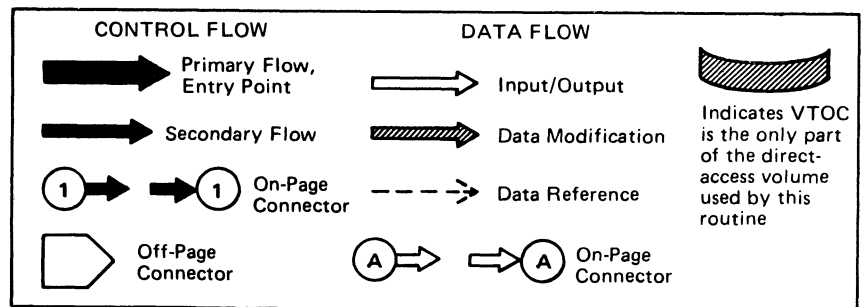 CONTROL FLOW
Primary Flow,
Entry Point
Secondary Flow
1
1
On-Page
Connector
Off-Page
Connector
DATA FLOW
Input/Output
Data Modification
Data Reference
A
A
On-Page
Connector
Indicates VTOC
is the only part
of the direct-
access volume
used by this
routine